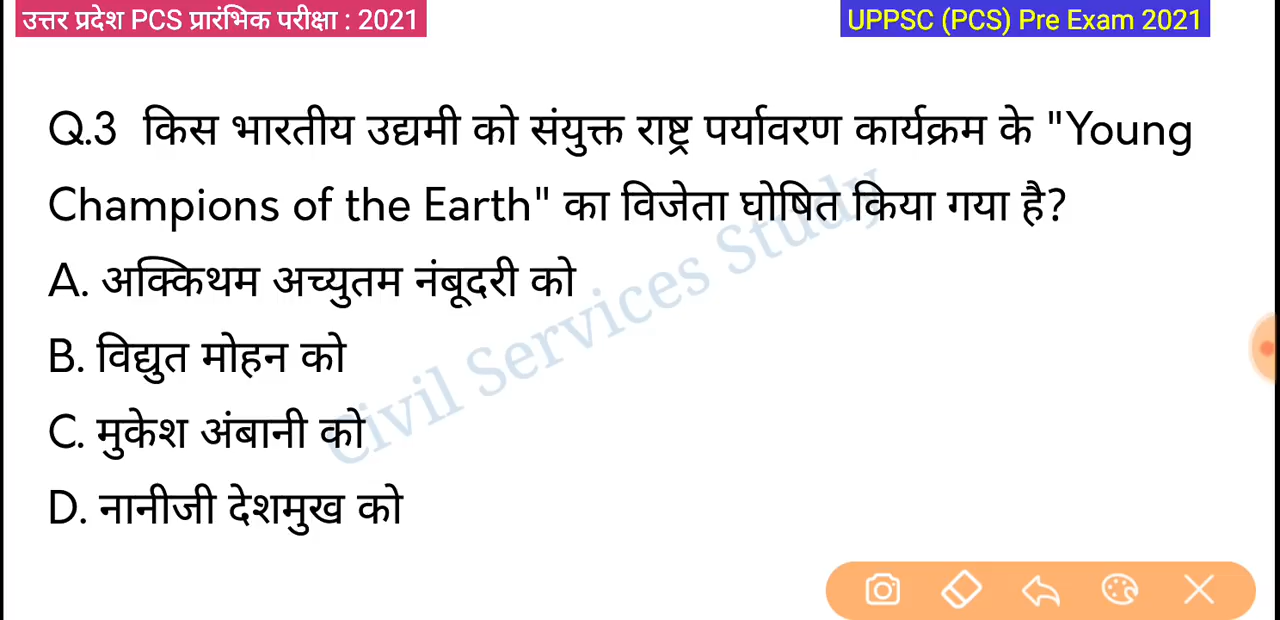 उत्तर प्रदेश PCS प्रारंभिक परीक्षा : 2021
UPPSC (PCS) Pre Exam 2021
Q.3 किस भारतीय उद्यमी को संयुक्त राष्ट्र पर्यावरण कार्यक्रम के "Young
Champions of the Earth" का विजेता घोषित किया गया है?
A. अक्किथम अच्युतम नंबूदरी को
B. विद्युत मोहन को
C. मुकेश अंबानी को
D. नानीजी देशमुख को
Civil Services Study